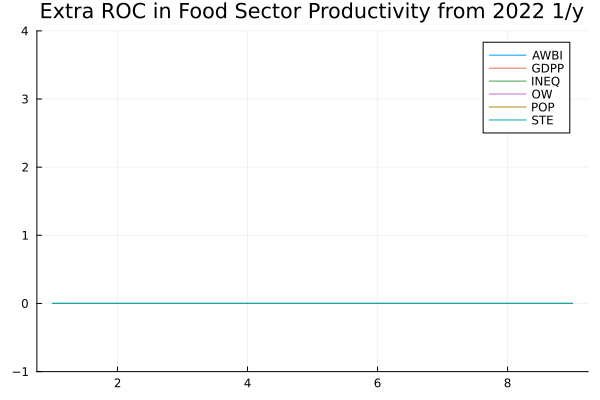 Extra ROC in Food Sector Productivity from 2022 1/y
4
3
2
1
0
−1
2
4
6
8
AWBI
GDPP
INEQ
OW
POP
STE